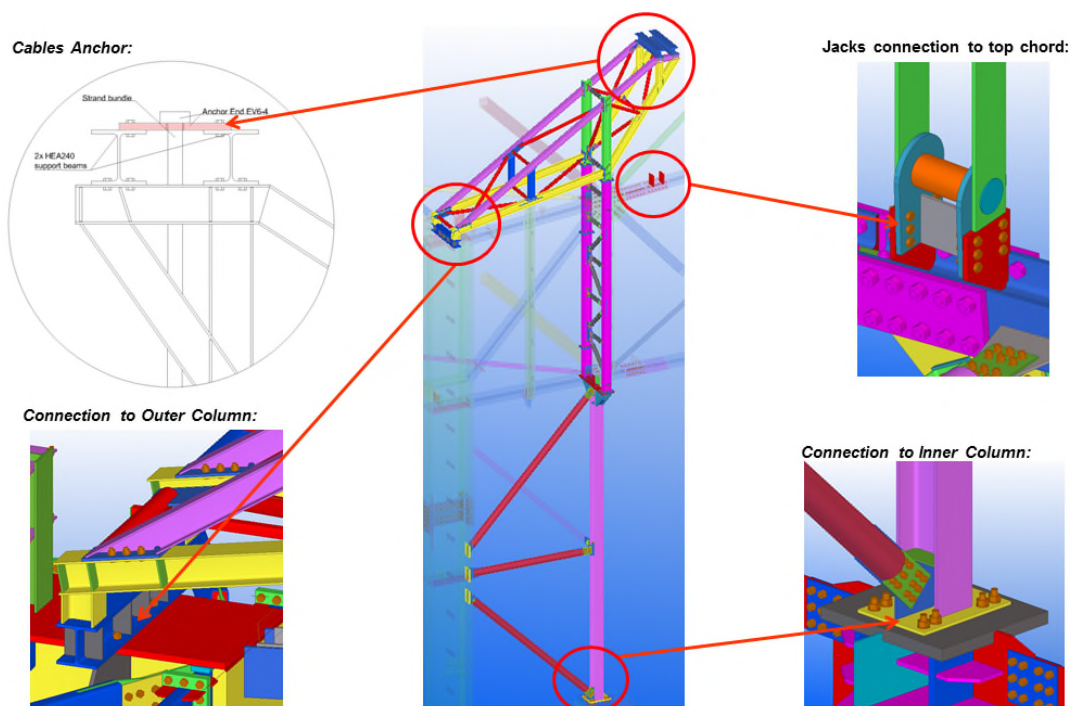 Cables Anchor:
Strand bundle
Anchor End EV6-4
2x HEA240
support beams
Jacks connection to top chord:
Connection to Outer Column:
Connection to Inner Column: